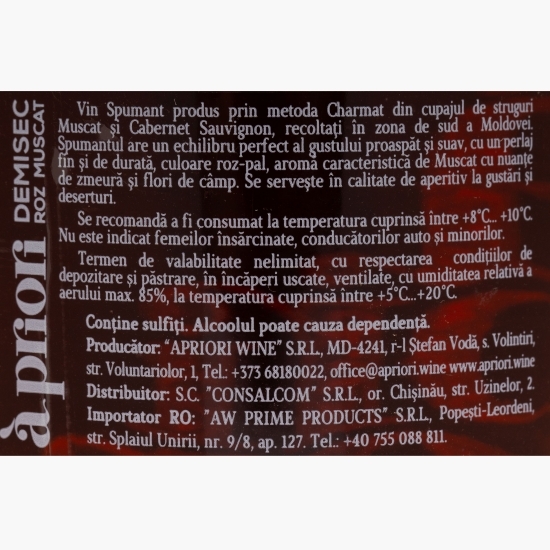 à priori
DEMISEC
ROZ MUSCAT
Vin Spumant produs prin metoda Charmat din cupajul de struguri
Muscat și Cabernet Sauvignon, recoltați în zona de sud a Moldovei.
Spumantul are un echilibru perfect al gustului proaspăt și suav, cu un perlaj
fin și de durată, culoare roz-pal, aromă caracteristică de Muscat cu nuanțe
de zmeură și flori de câmp. Se servește în calitate de aperitiv la gustări și
deserturi.
Se recomandă a fi consumat la temperatura cuprinsă între +8°C... +10°C.
Nu este indicat femeilor însărcinate, conducătorilor auto și minorilor.
Termen de valabilitate nelimitat, cu respectarea condițiilor de
depozitare și păstrare, în încăperi uscate, ventilate, cu umiditatea relativă a
aerului max. 85%, la temperatura cuprinsă între +5°C...+20°C.
Conține sulfiți. Alcoolul poate cauza dependență.
Producător: "APRIORI WINE" S.R.L., MD-4241, r-l Ștefan Vodă, s. Volintiri,
str. Voluntariolor, 1, Tel.: +373 68180022, office@apriori.wine www.apriori.wine
Distribuitor: S.C. "CONSALCOM" S.R.L., or. Chișinău, str. Uzinelor, 2.
Importator RO: "AW PRIME PRODUCTS" S.R.L., Popești-Leordeni,
str. Splaiul Unirii, nr. 9/8, ap. 127. Tel.: +40 755 088 811.